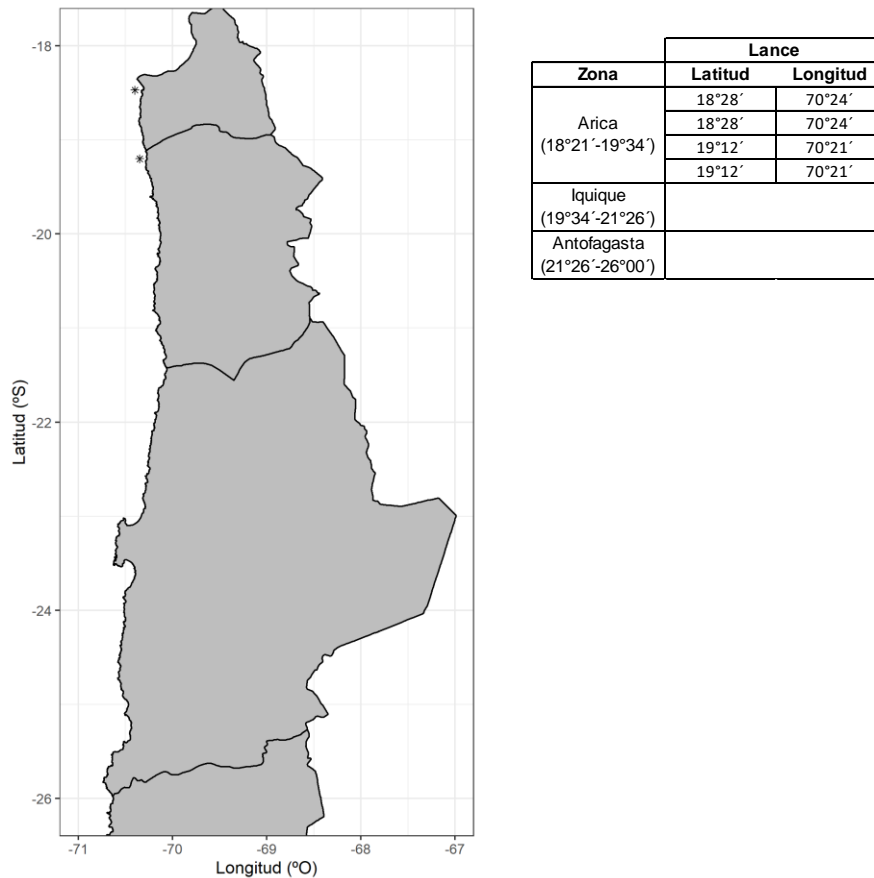 Lance
Zona Latitud Longitud
Arica
(18°21´-19°34´)
18°28´ 70°24´
18°28´ 70°24´
19°12´ 70°21´
19°12´ 70°21´
Iquique
(19°34´-21°26´)
Antofagasta
(21°26´-26°00´)
-18
-20
-22
-24
-26
Latitud (ºS)
-71 -70 -69 -68 -67
Longitud (ºO)